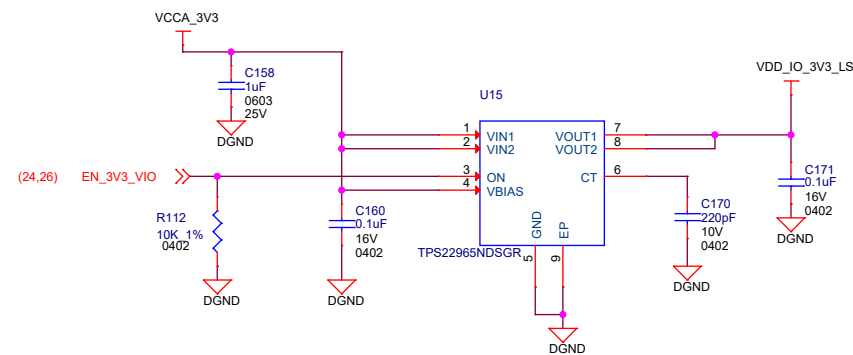 VCCA_3V3
C158
1uF
0603
25V
DGND
(24,26) EN_3V3_VIO
R112
10K_1%
0402
DGND
C160
0.1uF
16V
0402
DGND
U15
1 VIN1 VOUT1 7
2 VIN2 VOUT2 8
3 ON CT 6
4 VBIAS
GND EP
TPS22965NDSGR
5 9
DGND
VDD_IO_3V3_LS
C171
0.1uF
16V
0402
DGND
C170
220pF
10V
0402
DGND